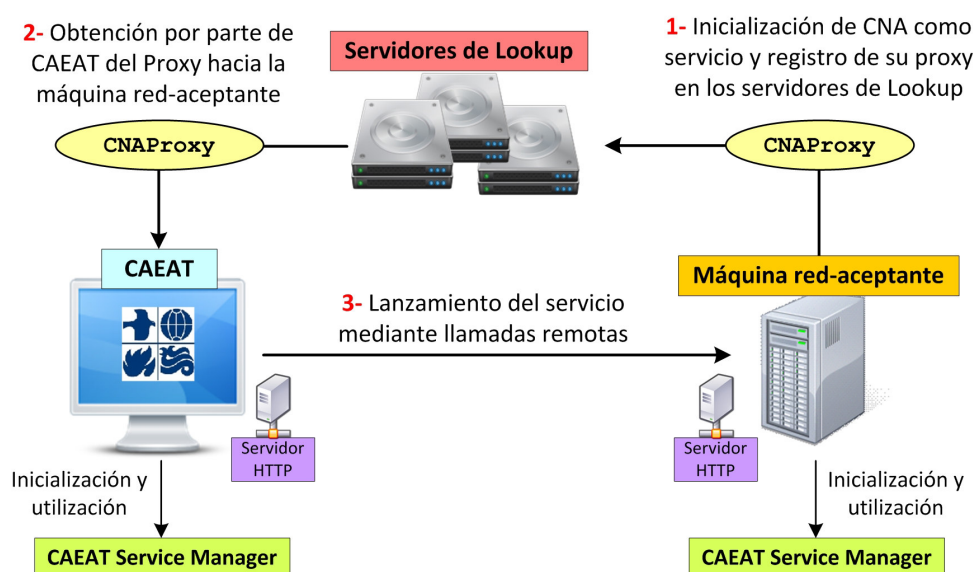 2- Obtención por parte de
CAEAT del Proxy hacia la
máquina red-aceptante
Servidores de Lookup
1- Inicialización de CNA como
servicio y registro de su proxy
en los servidores de Lookup
CNAProxy
CNAProxy
CAEAT
Máquina red-aceptante
3- Lanzamiento del servicio
mediante llamadas remotas
Servidor
HTTP
Servidor
HTTP
Inicialización y
utilización
Inicialización y
utilización
CAEAT Service Manager
CAEAT Service Manager